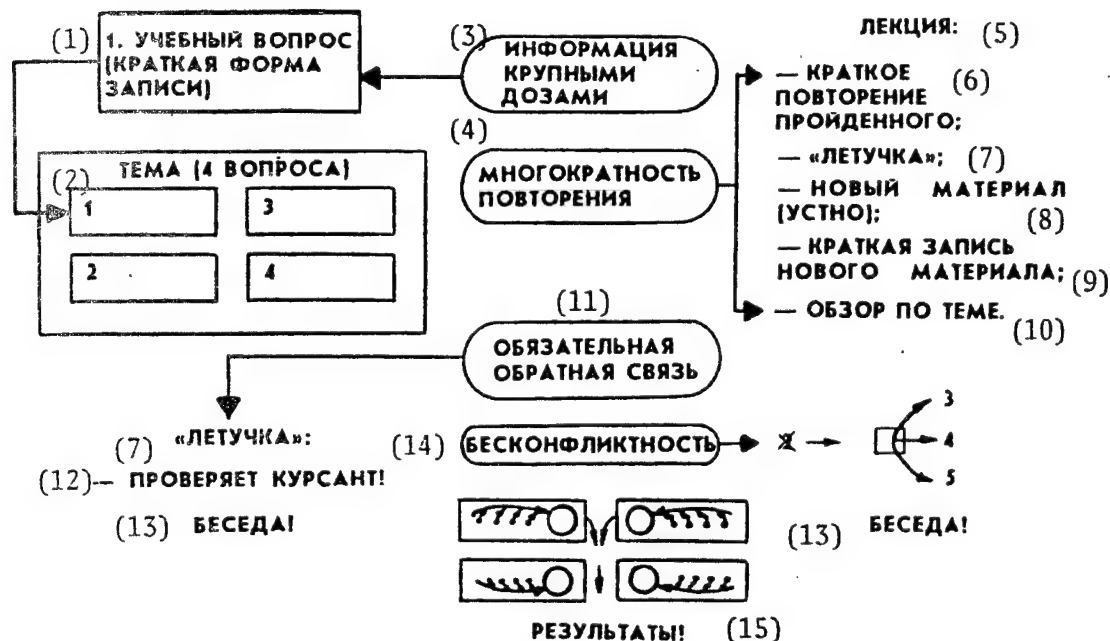 (1) 1. УЧЕБНЫЙ ВОПРОС
(КРАТКАЯ ФОРМА
ЗАПИСИ)
(2) ТЕМА (4 ВОПРОСА)
1 3
2 4
(3) ИНФОРМАЦИЯ
КРУПНЫМИ
ДОЗАМИ
(4) МНОГОКРАТНОСТЬ
ПОВТОРЕНИЯ
ЛЕКЦИЯ: (5)
— КРАТКОЕ (6)
ПОВТОРЕНИЕ
ПРОЙДЕННОГО;
— «ЛЕТУЧКА»; (7)
— НОВЫЙ МАТЕРИАЛ
(УСТНО); (8)
— КРАТКАЯ ЗАПИСЬ
НОВОГО МАТЕРИАЛА; (9)
— ОБЗОР ПО ТЕМЕ. (10)
(11)
ОБЯЗАТЕЛЬНАЯ
ОБРАТНАЯ СВЯЗЬ
(7) «ЛЕТУЧКА»:
(12) — ПРОВЕРЯЕТ КУРСАНТ!
(13) БЕСЕДА!
(14) БЕСКОНФЛИКТНОСТЬ
3
4
5
(13) БЕСЕДА!
РЕЗУЛЬТАТЫ! (15)